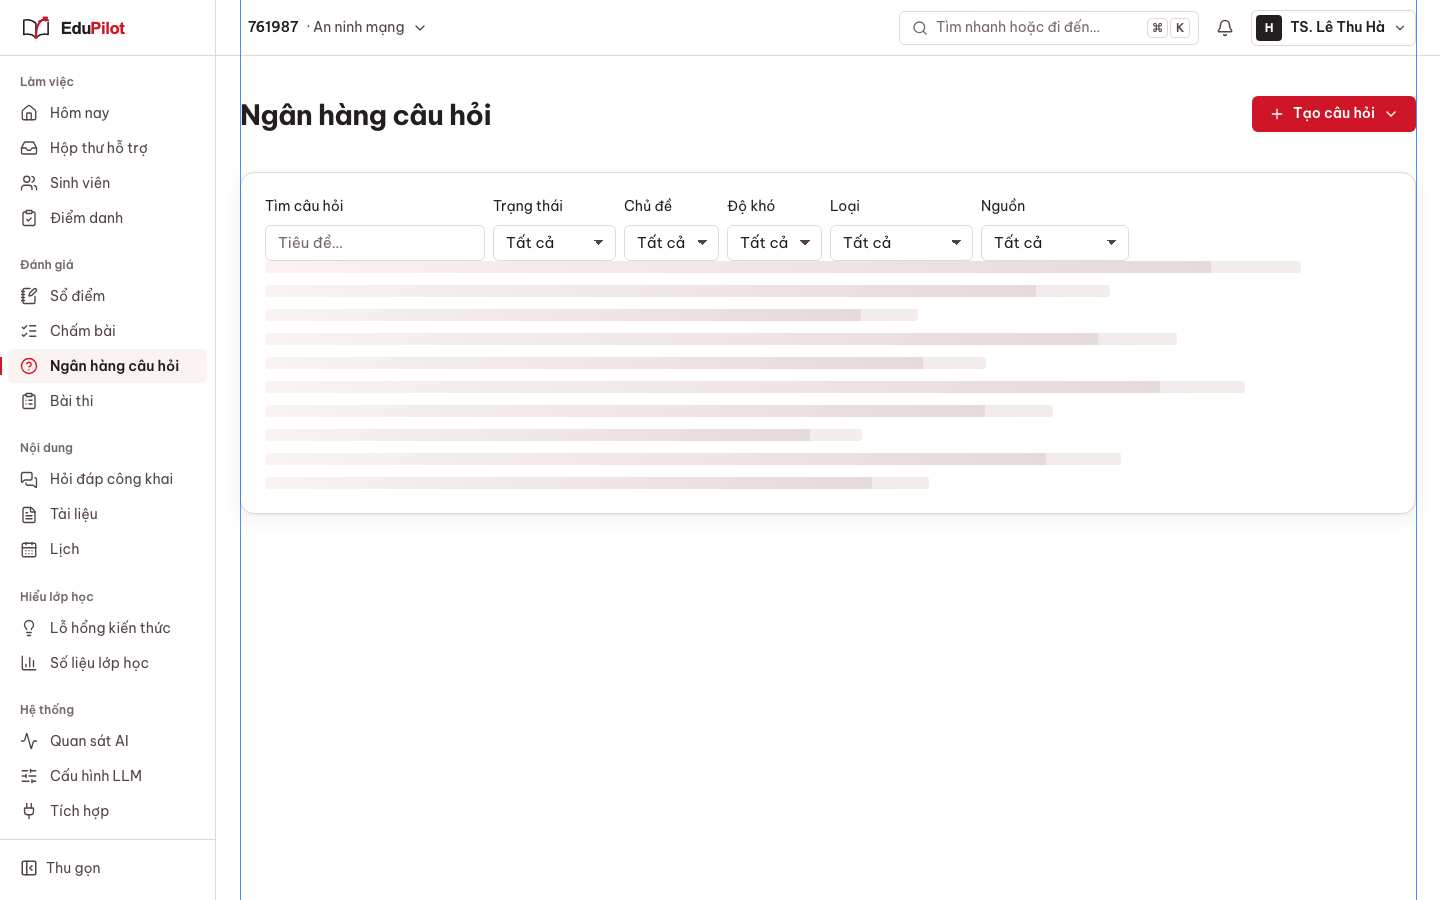 EduPilot
761987 · An ninh mạng
Tìm nhanh hoặc đi đến...
⌘ K
H
TS. Lê Thu Hà
Làm việc
Hôm nay
Hộp thư hỗ trợ
Sinh viên
Điểm danh
Đánh giá
Sổ điểm
Chấm bài
Ngân hàng câu hỏi
Bài thi
Nội dung
Hỏi đáp công khai
Tài liệu
Lịch
Hiểu lớp học
Lỗ hổng kiến thức
Số liệu lớp học
Hệ thống
Quan sát AI
Cấu hình LLM
Tích hợp
Thu gọn
Ngân hàng câu hỏi
Tạo câu hỏi
Tìm câu hỏi
Tiêu đề...
Trạng thái
Tất cả
Chủ đề
Tất cả
Độ khó
Tất cả
Loại
Tất cả
Nguồn
Tất cả